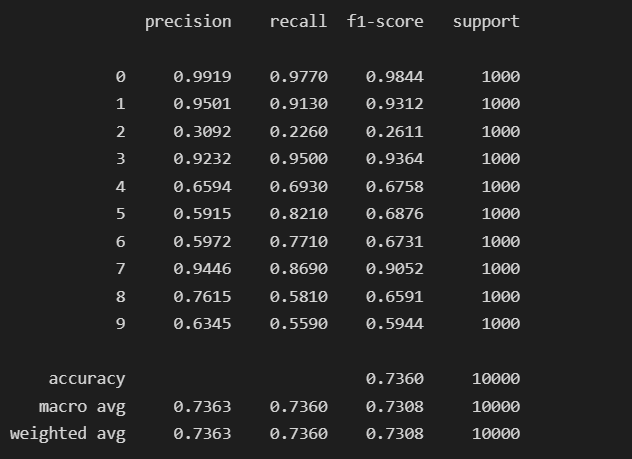 precision recall f1-score support
0 0.9919 0.9770 0.9844 1000
1 0.9501 0.9130 0.9312 1000
2 0.3092 0.2260 0.2611 1000
3 0.9232 0.9500 0.9364 1000
4 0.6594 0.6930 0.6758 1000
5 0.5915 0.8210 0.6876 1000
6 0.5972 0.7710 0.6731 1000
7 0.9446 0.8690 0.9052 1000
8 0.7615 0.5810 0.6591 1000
9 0.6345 0.5590 0.5944 1000
accuracy 0.7360 10000
macro avg 0.7363 0.7360 0.7308 10000
weighted avg 0.7363 0.7360 0.7308 10000